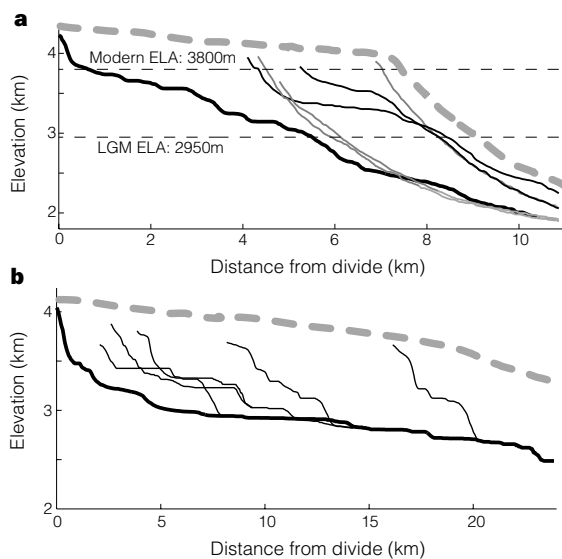 a
4
Modern ELA: 3800m
3
LGM ELA: 2950m
2
Elevation (km)
0 2 4 6 8 10
Distance from divide (km)
b
4
3
2
Elevation (km)
0 5 10 15 20
Distance from divide (km)